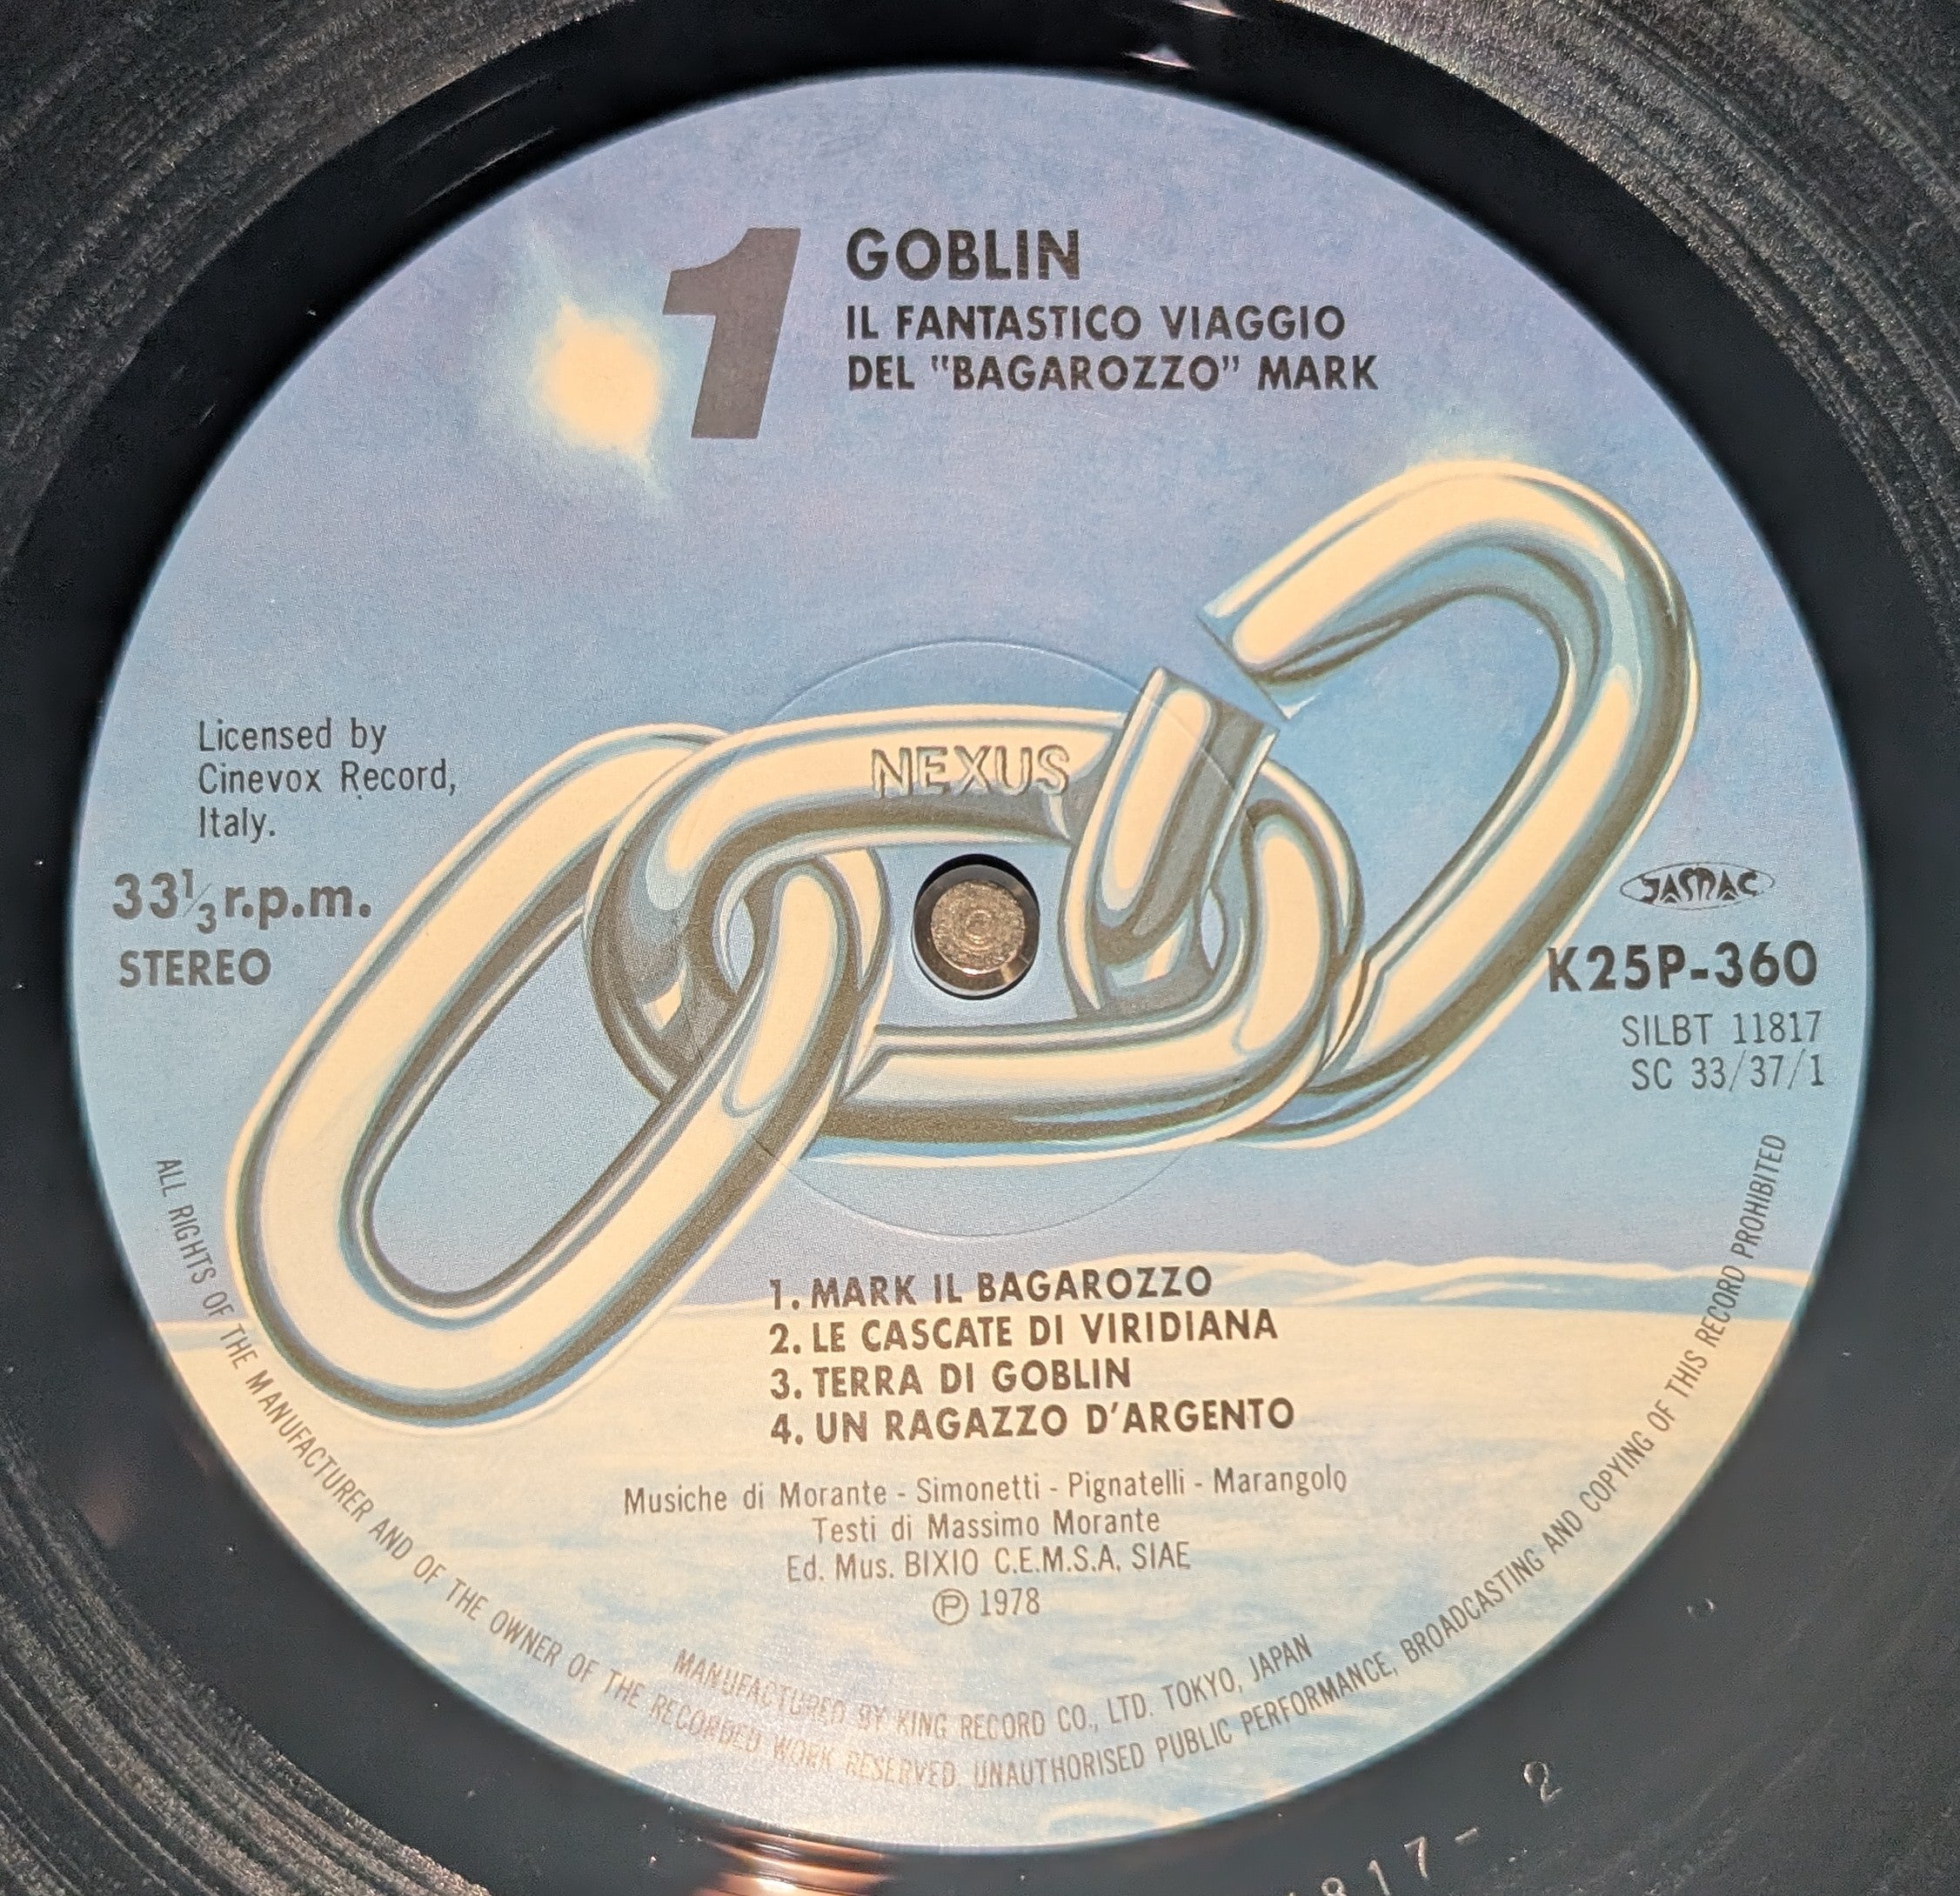 1
GOBLIN
IL FANTASTICO VIAGGIO
DEL "BAGAROZZO" MARK
NEXUS
Licensed by
Cinevox Record,
Italy.
33⅓ r.p.m.
STEREO
JASRAC
K25P-360
SILBT 11817
SC 33/37/1
1. MARK IL BAGAROZZO
2. LE CASCATE DI VIRIDIANA
3. TERRA DI GOBLIN
4. UN RAGAZZO D'ARGENTO
Musiche di Morante - Simonetti - Pignatelli - Marangolo
Testi di Massimo Morante
Ed. Mus. BIXIO C.E.M.S.A. SIAE
Ⓟ 1978
MANUFACTURED BY KING RECORD CO., LTD. TOKYO, JAPAN
ALL RIGHTS OF THE MANUFACTURER AND OF THE OWNER OF THE RECORDED WORK RESERVED. UNAUTHORISED PUBLIC PERFORMANCE, BROADCASTING AND COPYING OF THIS RECORD PROHIBITED
817-2